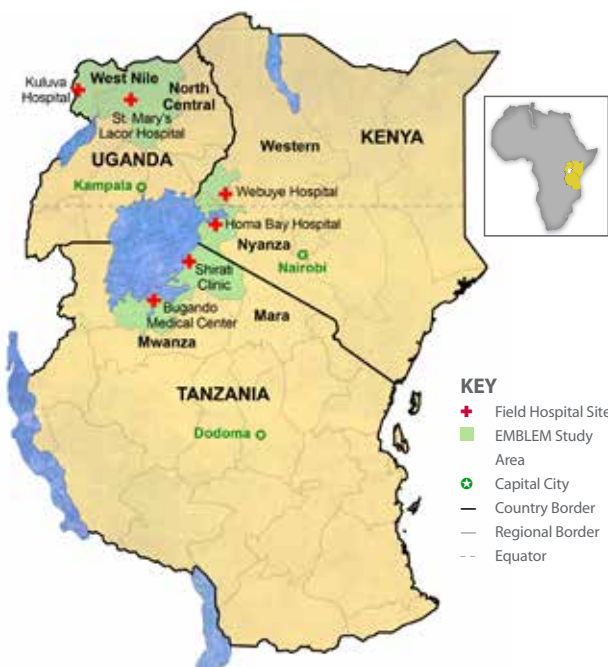 West Nile
Kuluva
Hospital
North
Central
St. Mary's
Lacor Hospital
KENYA
Western
UGANDA
Kampala
Webuye Hospital
Homa Bay Hospital
Nyanza
Nairobi
Shirati
Clinic
Bugando
Medical Center
Mara
Mwanza
TANZANIA
Dodoma
KEY
Field Hospital Site
EMBLEM Study
Area
Capital City
Country Border
Regional Border
Equator